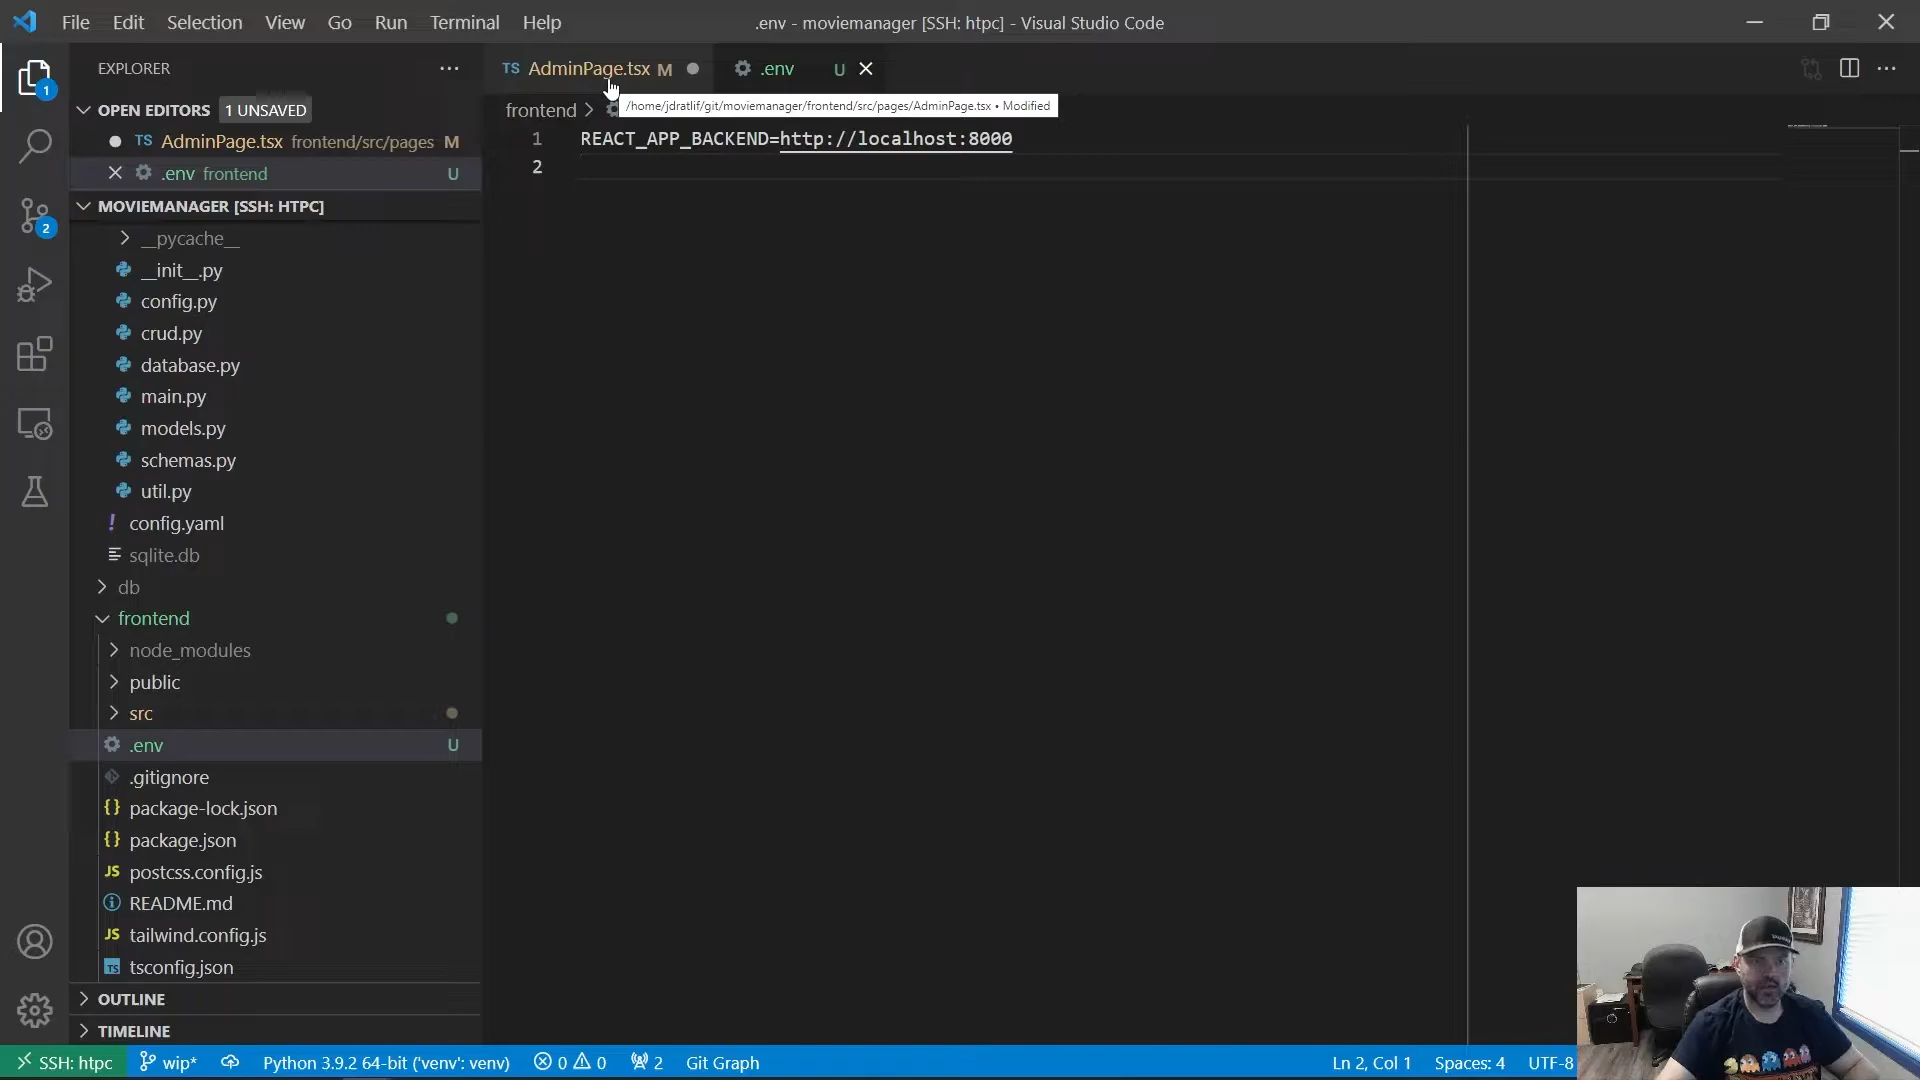 File Edit Selection View Go Run Terminal Help
.env - moviemanager [SSH: htpc] - Visual Studio Code
EXPLORER
TS AdminPage.tsx M
.env U
OPEN EDITORS 1 UNSAVED
frontend
/home/jdratlif/git/moviemanager/frontend/src/pages/AdminPage.tsx • Modified
1
TS AdminPage.tsx frontend/src/pages M
.env frontend U
1 REACT_APP_BACKEND=http://localhost:8000
2
MOVIEMANAGER [SSH: HTPC]
2
__pycache__
__init__.py
config.py
crud.py
database.py
main.py
models.py
schemas.py
util.py
! config.yaml
sqlite.db
db
frontend
node_modules
public
src
.env U
.gitignore
{} package-lock.json
{} package.json
JS postcss.config.js
README.md
JS tailwind.config.js
TS tsconfig.json
OUTLINE
TIMELINE
SSH: htpc wip* Python 3.9.2 64-bit ('venv': venv) 0 0 2 Git Graph
Ln 2, Col 1 Spaces: 4 UTF-8